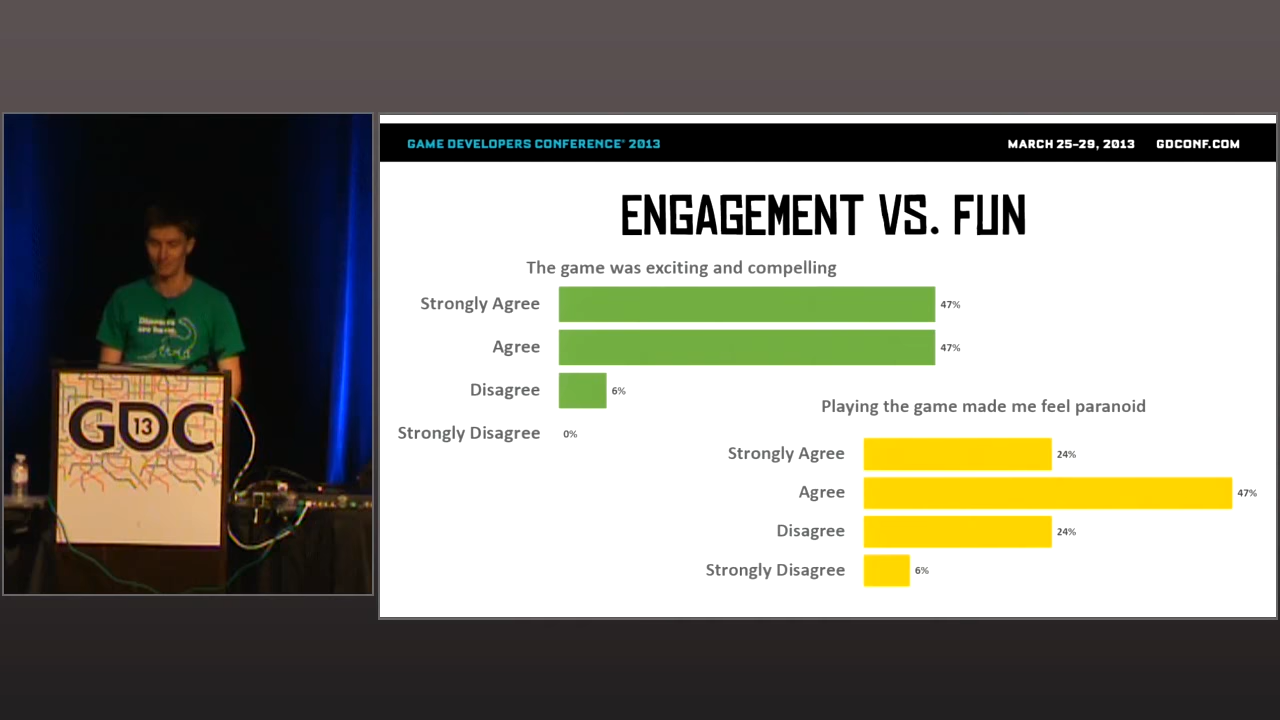 GAME DEVELOPERS CONFERENCE® 2013
MARCH 25-29, 2013 GDCONF.COM
ENGAGEMENT VS. FUN
The game was exciting and compelling
Strongly Agree 47%
Agree 47%
Disagree 6%
Strongly Disagree 0%
Playing the game made me feel paranoid
Strongly Agree 24%
Agree 47%
Disagree 24%
Strongly Disagree 6%
GDC
13